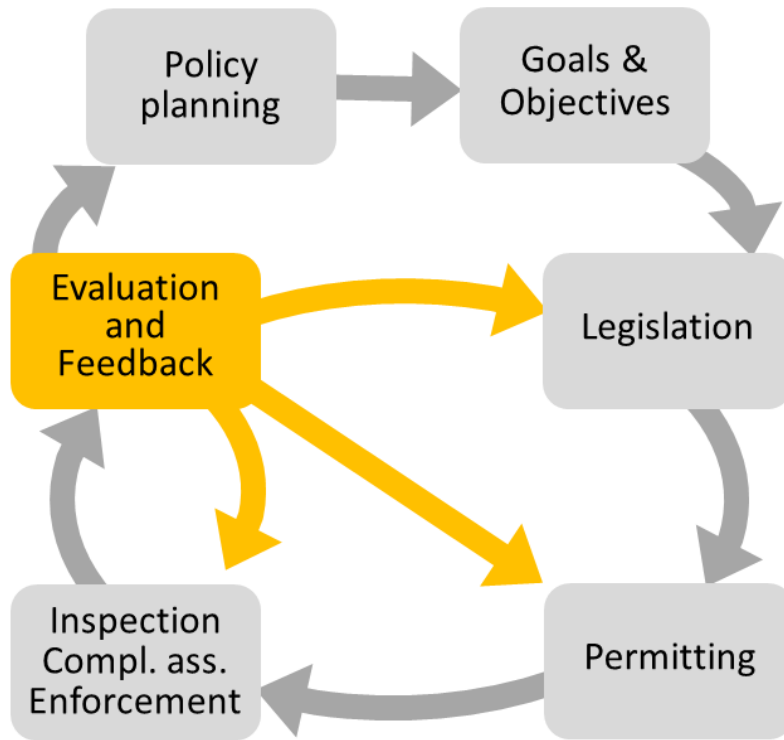 Policy
planning
Goals &
Objectives
Evaluation
and
Feedback
Legislation
Inspection
Compl. ass.
Enforcement
Permitting